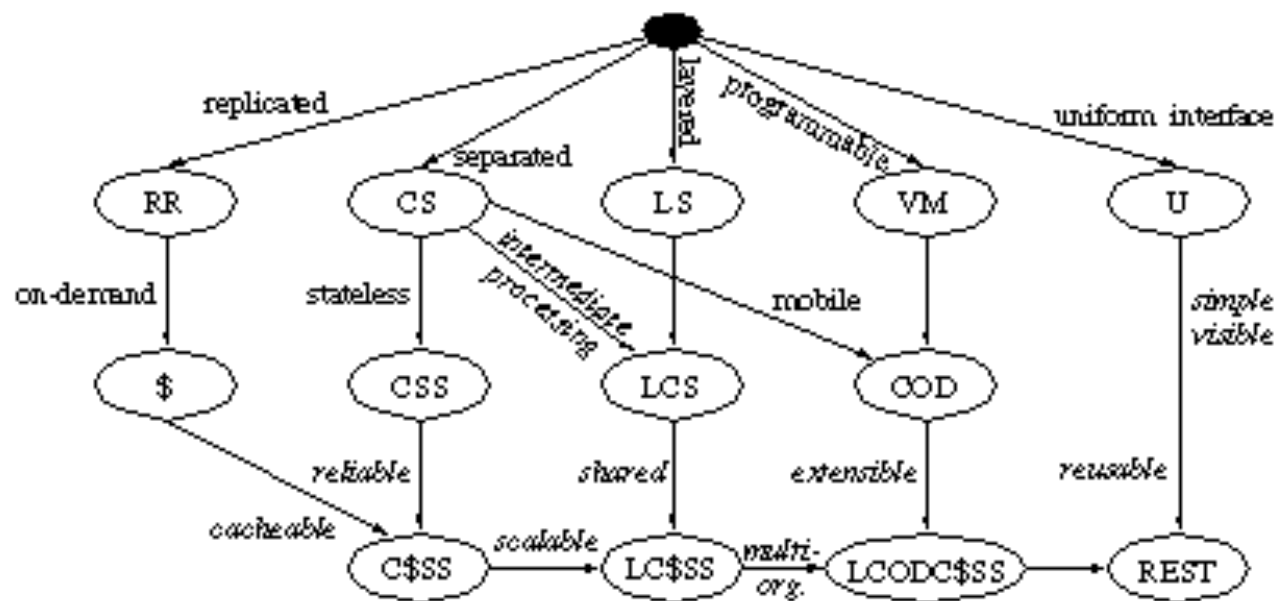 layered
replicated
programmable
uniform interface
separated
RR
CS
LS
VM
U
on-demand
stateless
intermediate
processing
mobile
simple
visible
$
CSS
LCS
COD
reliable
shared
extensible
reusable
cacheable
C$SS
scalable
LC$SS
multi-
org.
LCODC$SS
REST